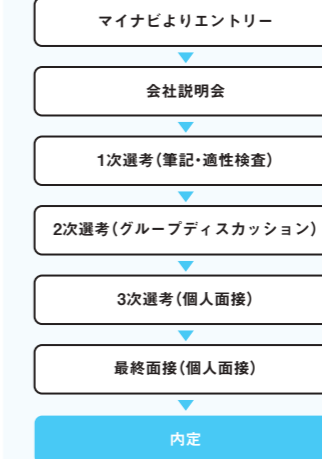 マイナビよりエントリー
会社説明会
1次選考(筆記・適性検査)
2次選考(グループディスカッション)
3次選考(個人面接)
最終面接(個人面接)
内定